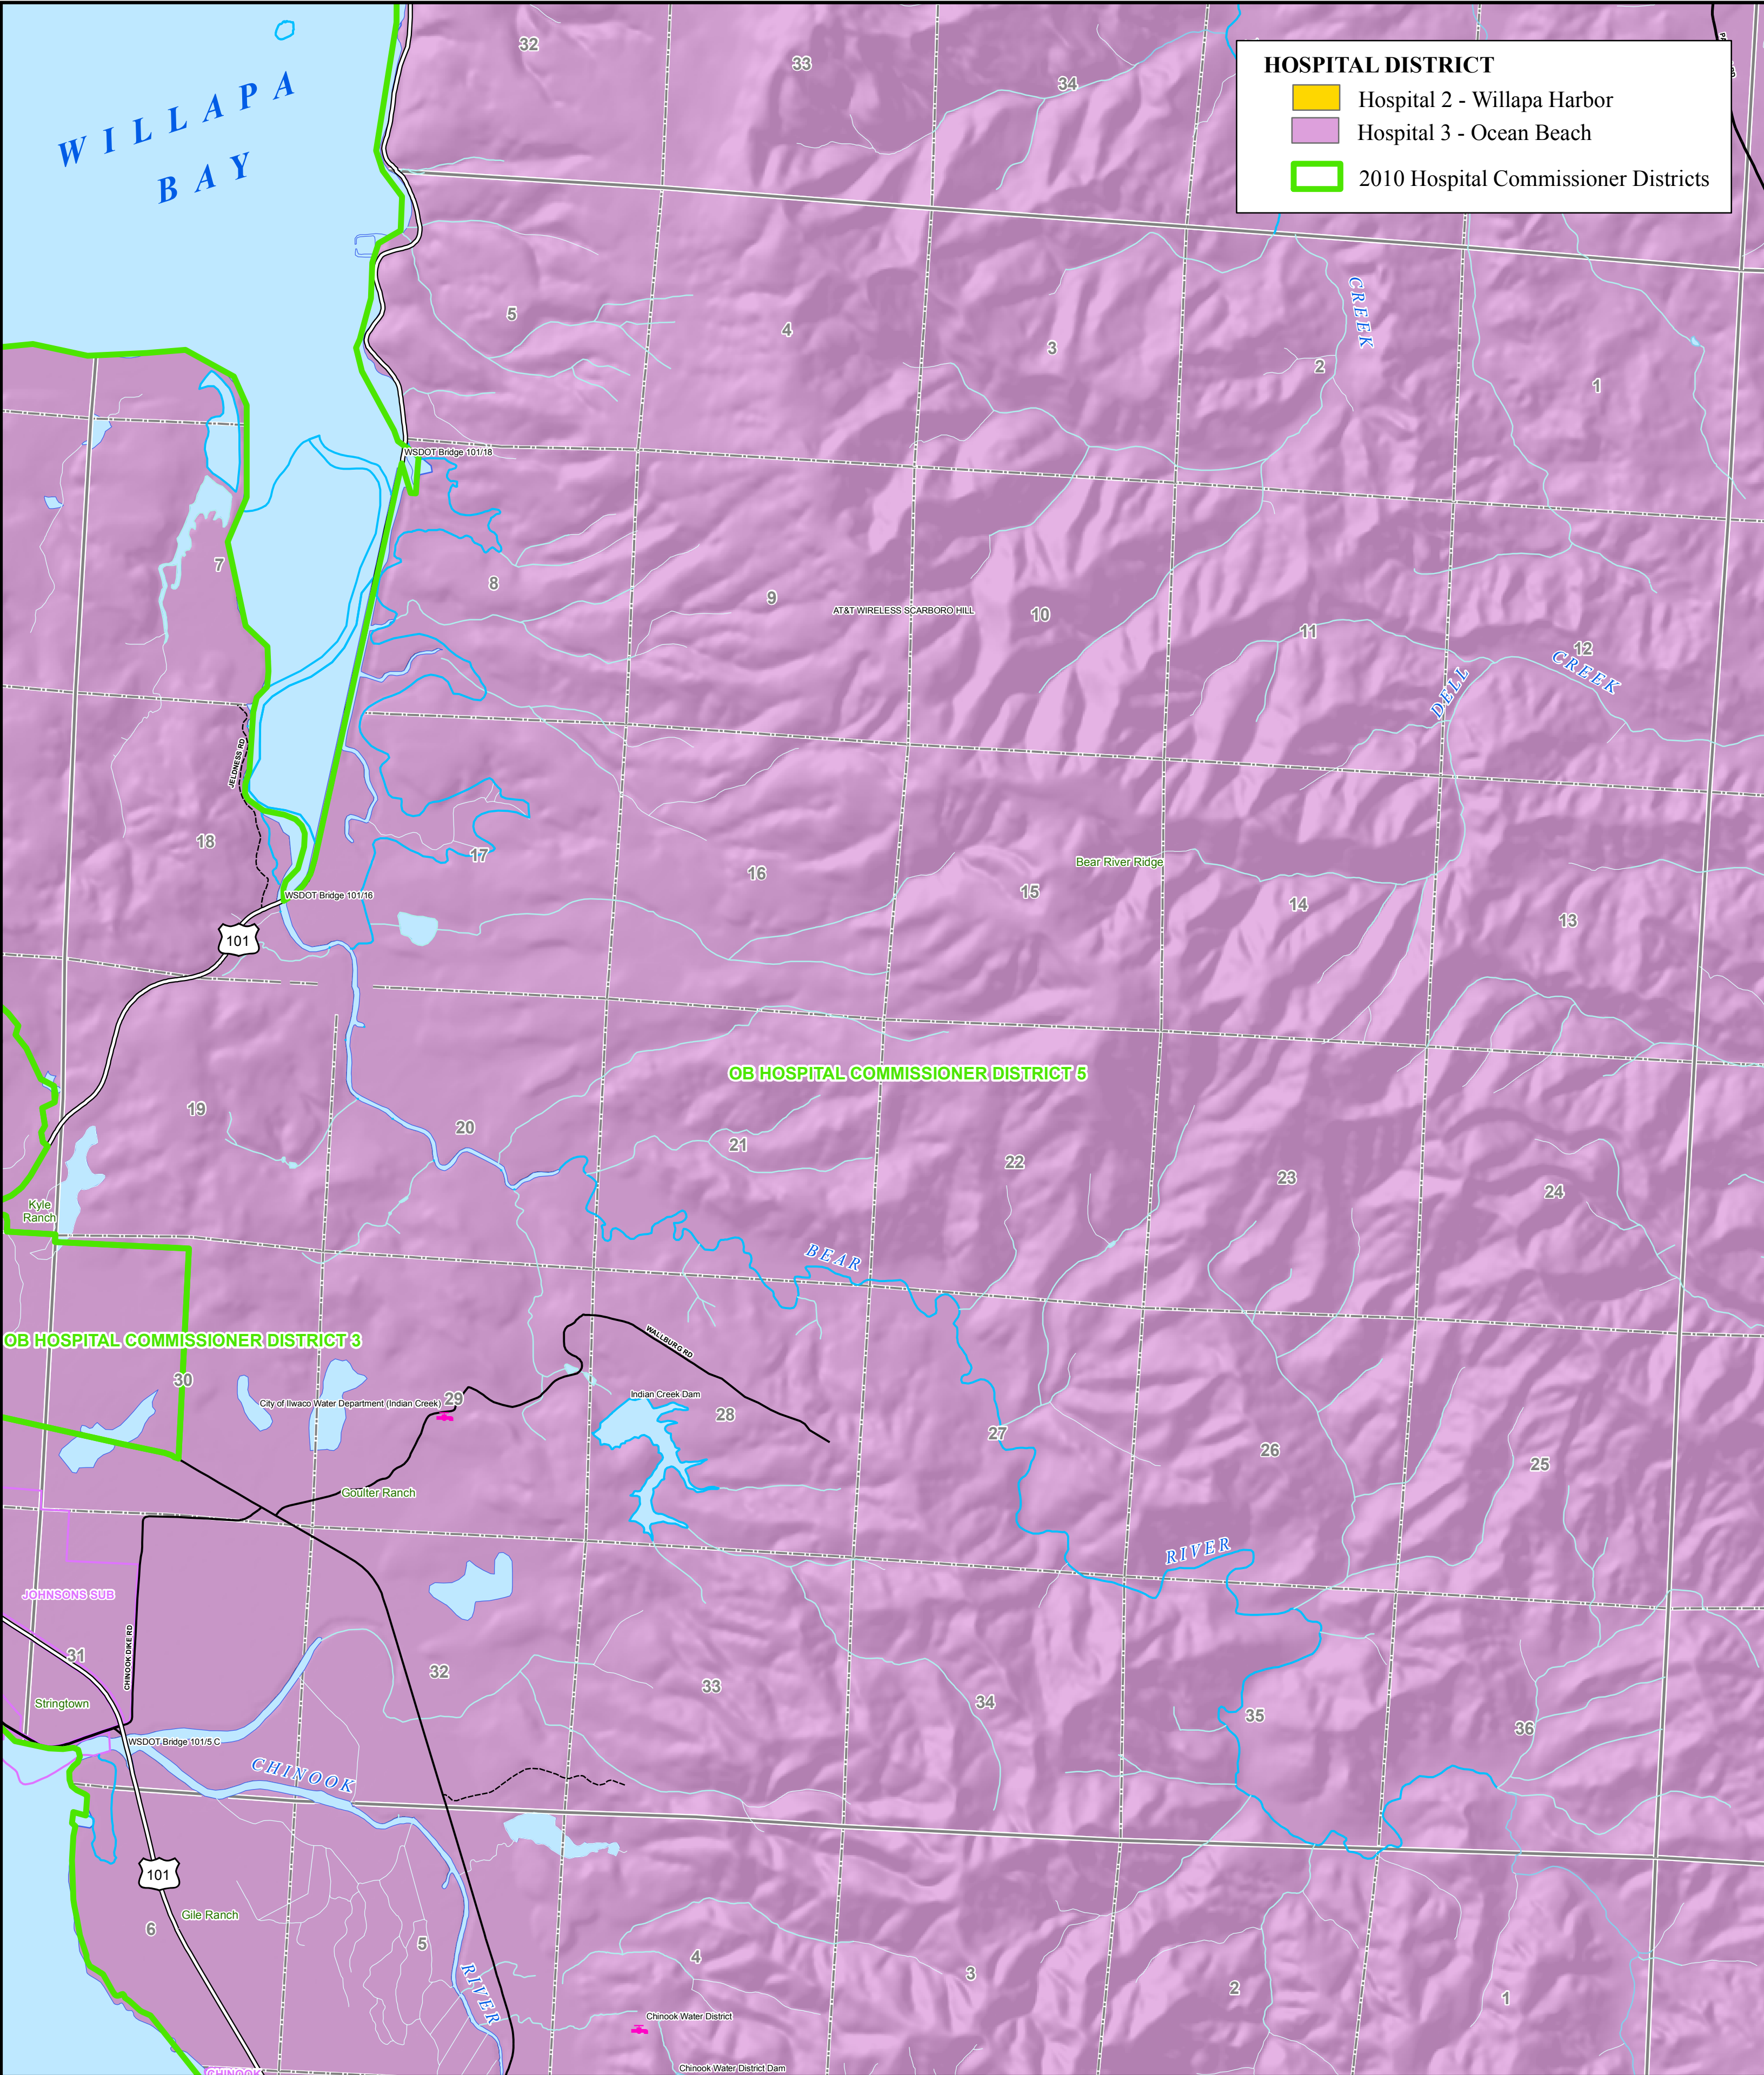 HOSPITAL DISTRICT
Hospital 2 - Willapa Harbor
Hospital 3 - Ocean Beach
2010 Hospital Commissioner Districts
WILLAPA
BAY
32
33
34
5
4
3
CREEK
2
1
WSDOT Bridge 101/18
7
8
9
AT&T WIRELESS SCARBORO HILL
10
11
12
CREEK
DELL
JELDNESS RD
18
17
16
Bear River Ridge
15
14
13
WSDOT Bridge 101/16
101
OB HOSPITAL COMMISSIONER DISTRICT 5
19
20
21
22
23
24
Kyle
Ranch
BEAR
OB HOSPITAL COMMISSIONER DISTRICT 3
WALLBURG RD
30
City of Ilwaco Water Department (Indian Creek)
29
Indian Creek Dam
28
27
26
25
Goulter Ranch
RIVER
JOHNSONS SUB
CHINOOK DIKE RD
31
32
33
34
35
36
Stringtown
WSDOT Bridge 101/5 C
CHINOOK
101
Gile Ranch
6
5
4
3
2
1
RIVER
Chinook Water District
Chinook Water District Dam
CHINOOK